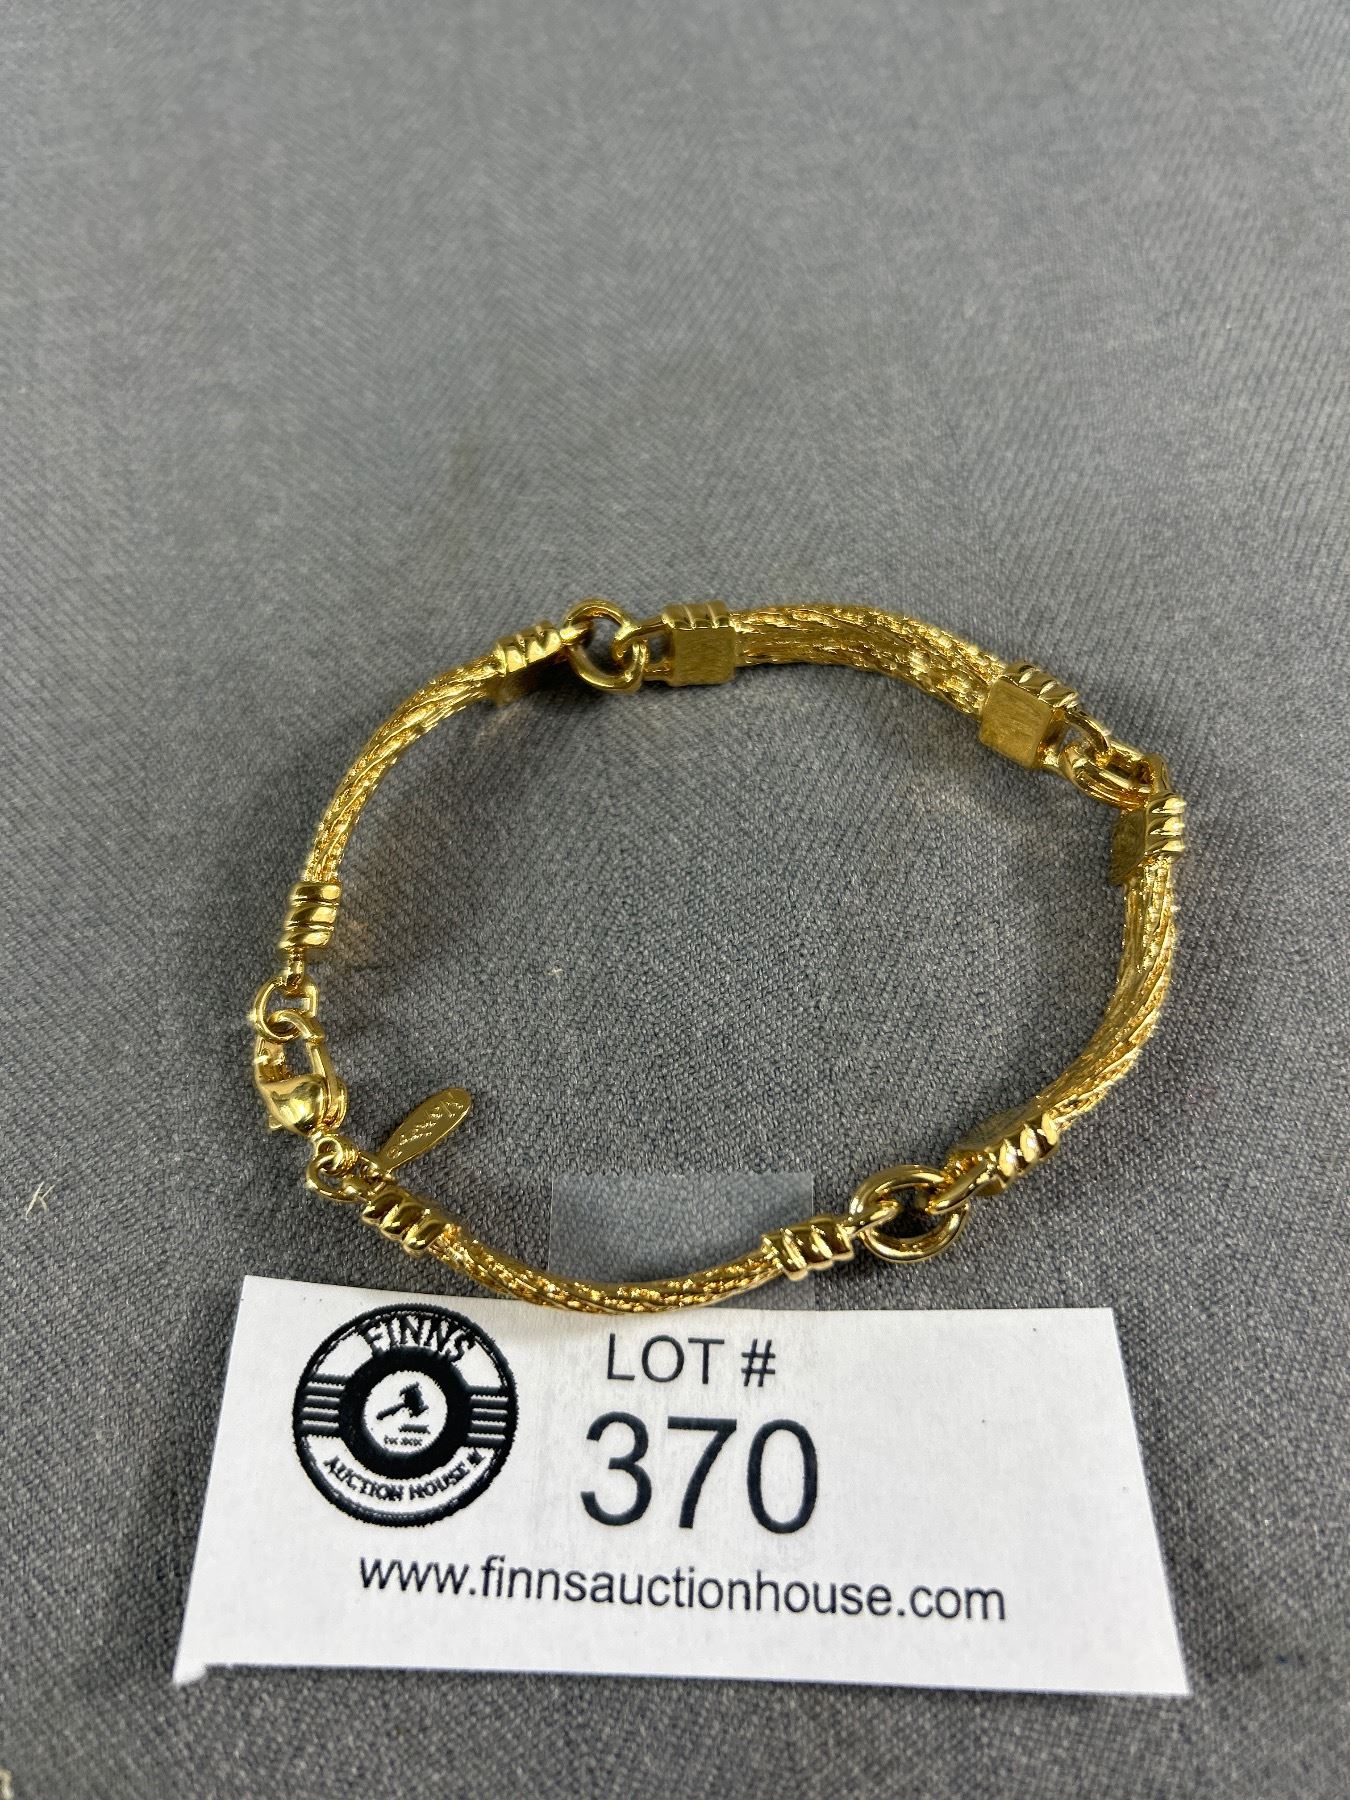 FINNS
AUCTION HOUSE
LOT #
370
www.finnsauctionhouse.com